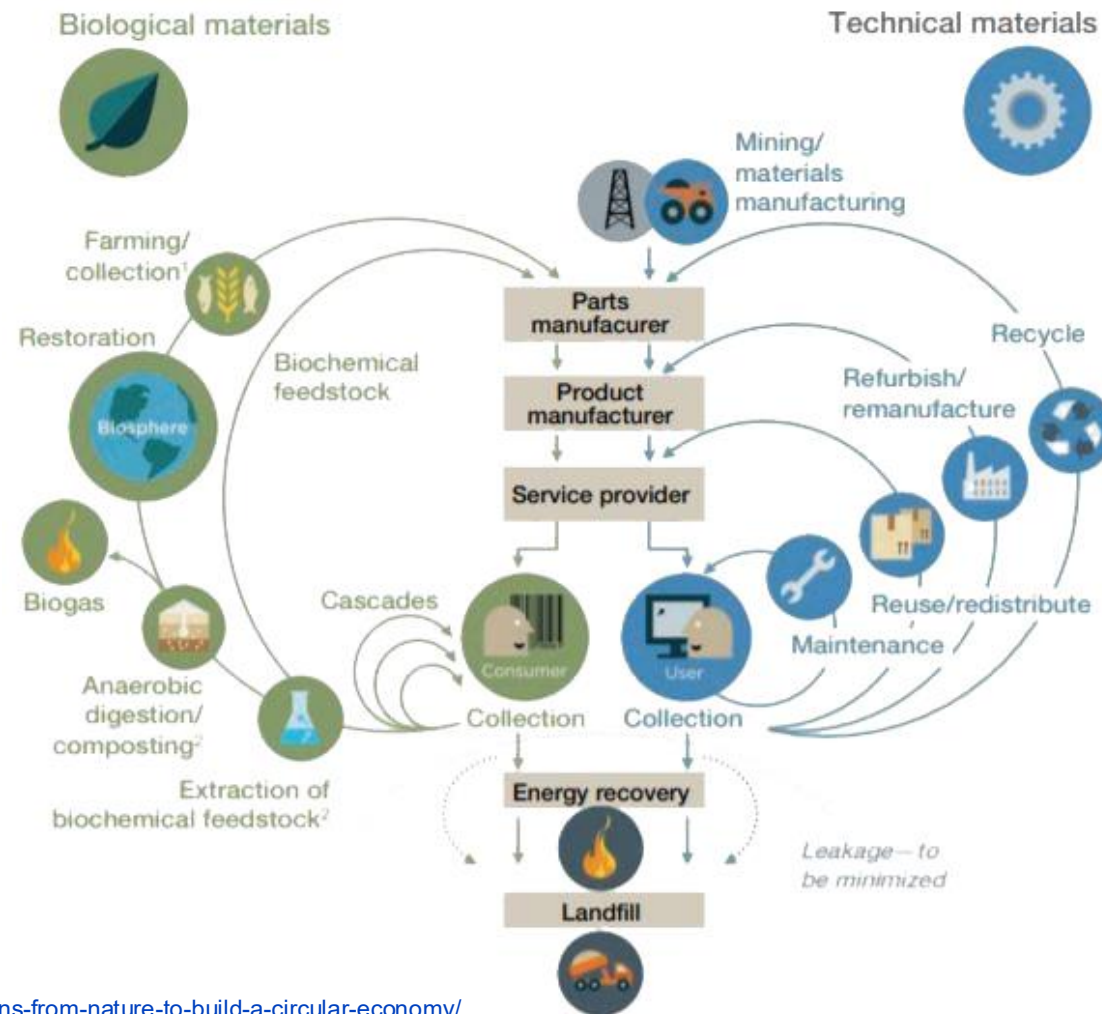 Biological materials
Technical materials
Mining/
materials
manufacturing
Farming/
collection¹
Parts
manufacurer
Restoration
Recycle
Biochemical
feedstock
Refurbish/
remanufacture
Product
manufacturer
Biosphere
Service provider
Biogas
Cascades
Reuse/redistribute
Maintenance
Consumer
User
Anaerobic
digestion/
composting²
Collection
Collection
Extraction of
biochemical feedstock²
Energy recovery
Leakage—to
be minimized
Landfill
ns-from-nature-to-build-a-circular-economy/